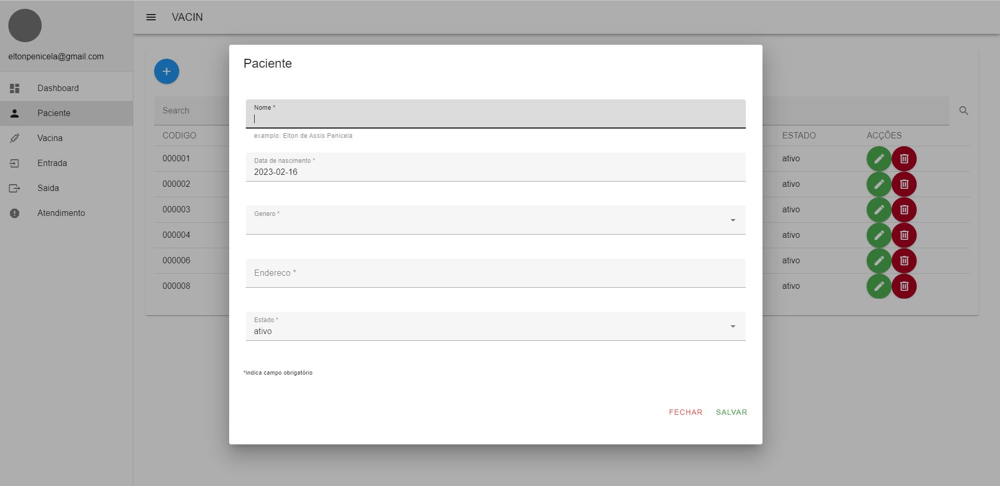 VACIN
eltonpenicela@gmail.com
Dashboard
Paciente
Vacina
Entrada
Saida
Atendimento
Search
CODIGO
ESTADO
ACÇÕES
000001
ativo
000002
ativo
000003
ativo
000004
ativo
000006
ativo
000008
ativo
Paciente
Nome *
examplo: Elton de Assis Penicela
Data de nascimento *
2023-02-16
Genero *
Endereco *
Estado *
ativo
*indica campo obrigatório
FECHAR
SALVAR